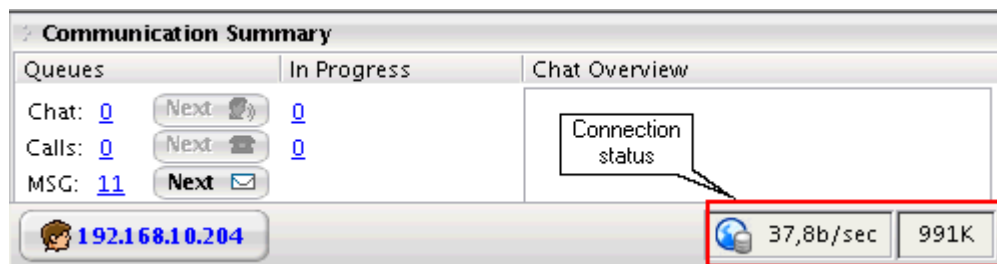 Communication Summary
Queues In Progress Chat Overview
Chat: 0 Next 0
Calls: 0 Next 0
MSG: 11 Next
Connection
status
192.168.10.204 37,8b/sec 991K